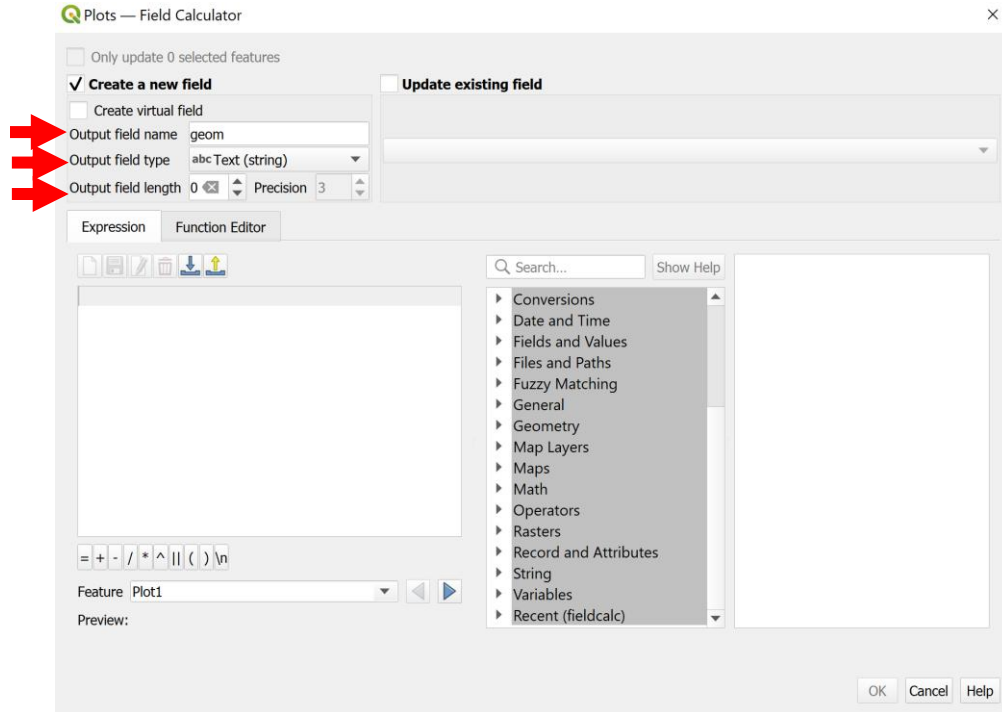 Plots — Field Calculator
Only update 0 selected features
Create a new field
Update existing field
Create virtual field
Output field name geom
Output field type abc Text (string)
Output field length 0 Precision 3
Expression Function Editor
Search... Show Help
Conversions
Date and Time
Fields and Values
Files and Paths
Fuzzy Matching
General
Geometry
Map Layers
Maps
Math
Operators
Rasters
Record and Attributes
String
Variables
Recent (fieldcalc)
= + - / * ^ || ( ) \n
Feature Plot1
Preview:
OK Cancel Help